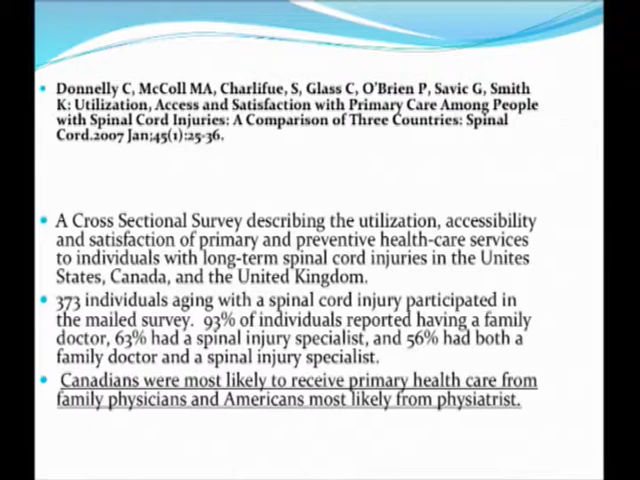 Donnelly C, McColl MA, Charlifue, S, Glass C, O'Brien P, Savic G, Smith
K: Utilization, Access and Satisfaction with Primary Care Among People
with Spinal Cord Injuries: A Comparison of Three Countries: Spinal
Cord.2007 Jan;45(1):25-36.
A Cross Sectional Survey describing the utilization, accessibility
and satisfaction of primary and preventive health-care services
to individuals with long-term spinal cord injuries in the Unites
States, Canada, and the United Kingdom.
373 individuals aging with a spinal cord injury participated in
the mailed survey.  93% of individuals reported having a family
doctor, 63% had a spinal injury specialist, and 56% had both a
family doctor and a spinal injury specialist.
Canadians were most likely to receive primary health care from
family physicians and Americans most likely from physiatrist.